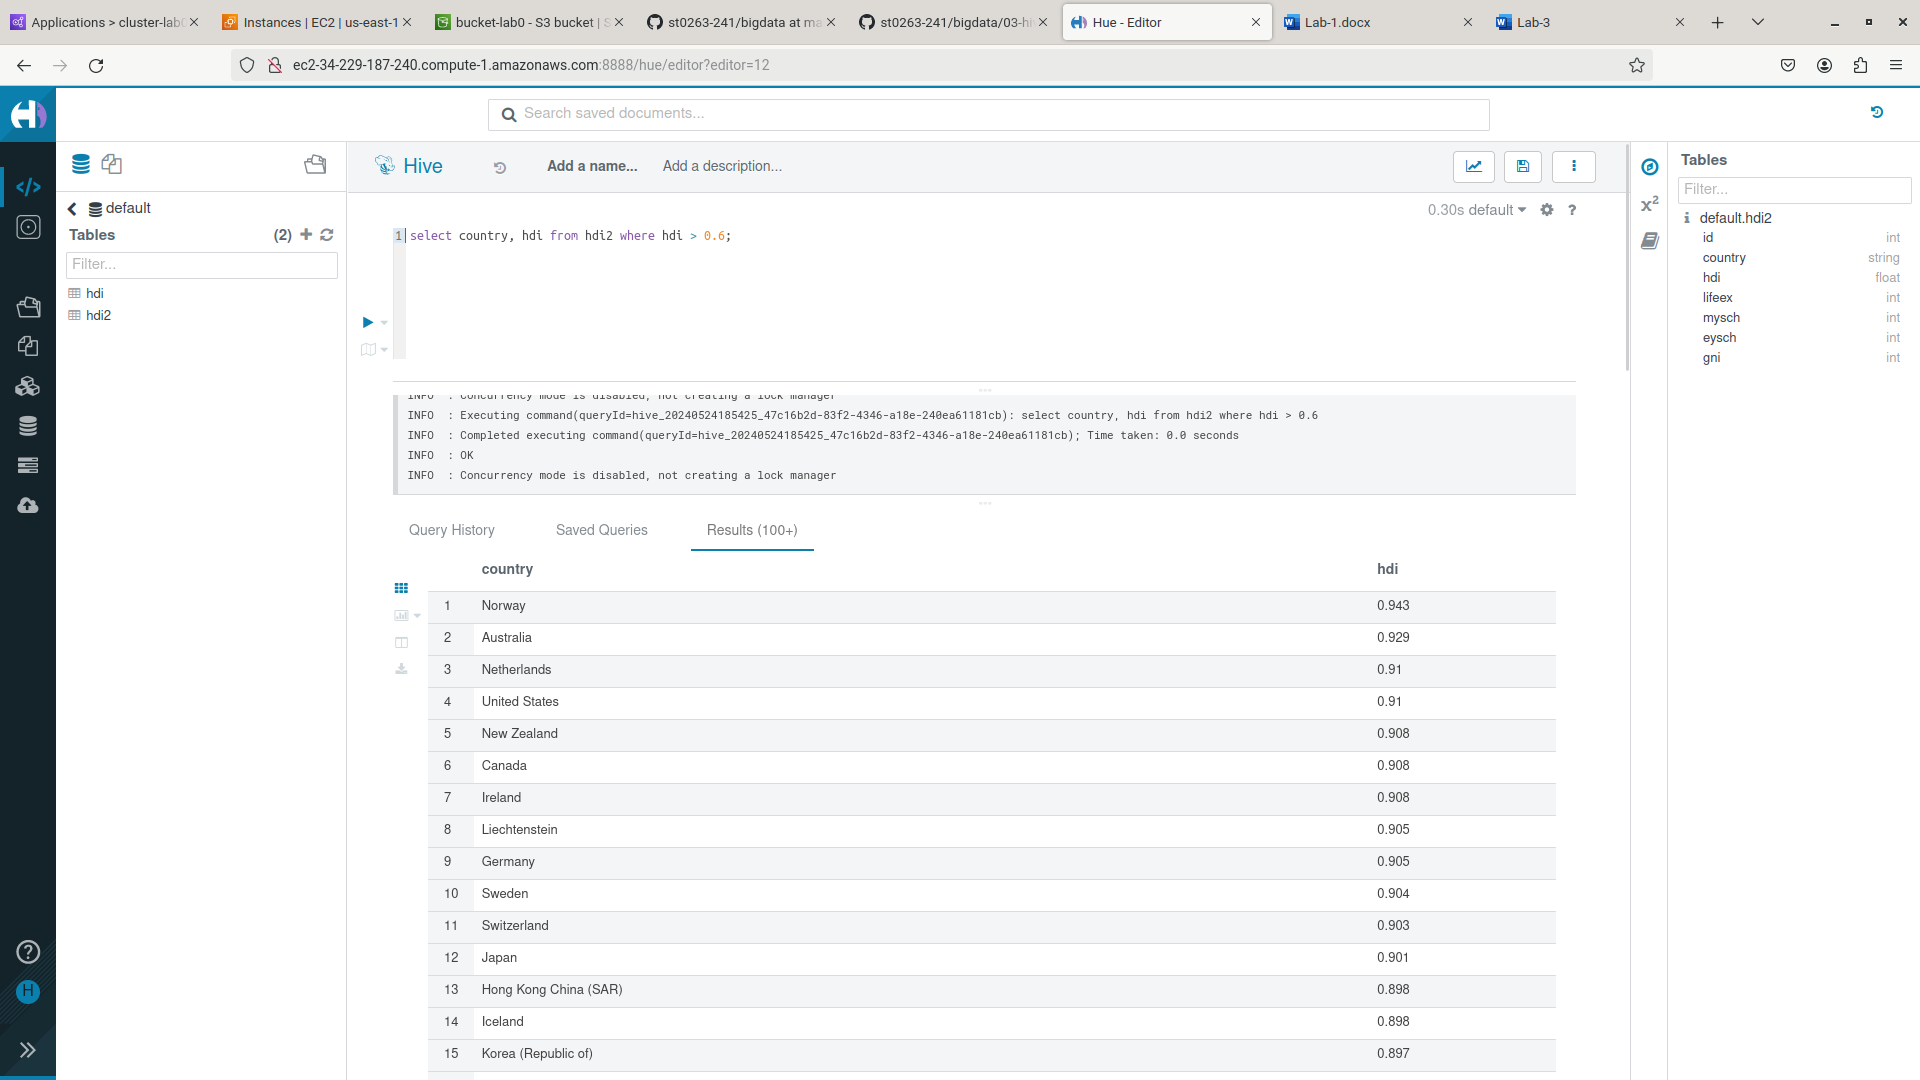 Applications > cluster-lab0
Instances | EC2 | us-east-1
bucket-lab0 - S3 bucket | S
st0263-241/bigdata at ma
st0263-241/bigdata/03-hi
Hue - Editor
Lab-1.docx
Lab-3
ec2-34-229-187-240.compute-1.amazonaws.com:8888/hue/editor?editor=12
Search saved documents...
default
Tables (2)
Filter...
hdi
hdi2
Hive
Add a name...
Add a description...
0.30s default
?
1 select country, hdi from hdi2 where hdi > 0.6;
INFO : Concurrency mode is disabled, not creating a lock manager
INFO : Executing command(queryId=hive_20240524185425_47c16b2d-83f2-4346-a18e-240ea61181cb): select country, hdi from hdi2 where hdi > 0.6
INFO : Completed executing command(queryId=hive_20240524185425_47c16b2d-83f2-4346-a18e-240ea61181cb); Time taken: 0.0 seconds
INFO : OK
INFO : Concurrency mode is disabled, not creating a lock manager
Query History
Saved Queries
Results (100+)
country hdi
1 Norway 0.943
2 Australia 0.929
3 Netherlands 0.91
4 United States 0.91
5 New Zealand 0.908
6 Canada 0.908
7 Ireland 0.908
8 Liechtenstein 0.905
9 Germany 0.905
10 Sweden 0.904
11 Switzerland 0.903
12 Japan 0.901
13 Hong Kong China (SAR) 0.898
14 Iceland 0.898
15 Korea (Republic of) 0.897
x²
Tables
Filter...
default.hdi2
id int
country string
hdi float
lifeex int
mysch int
eysch int
gni int
H